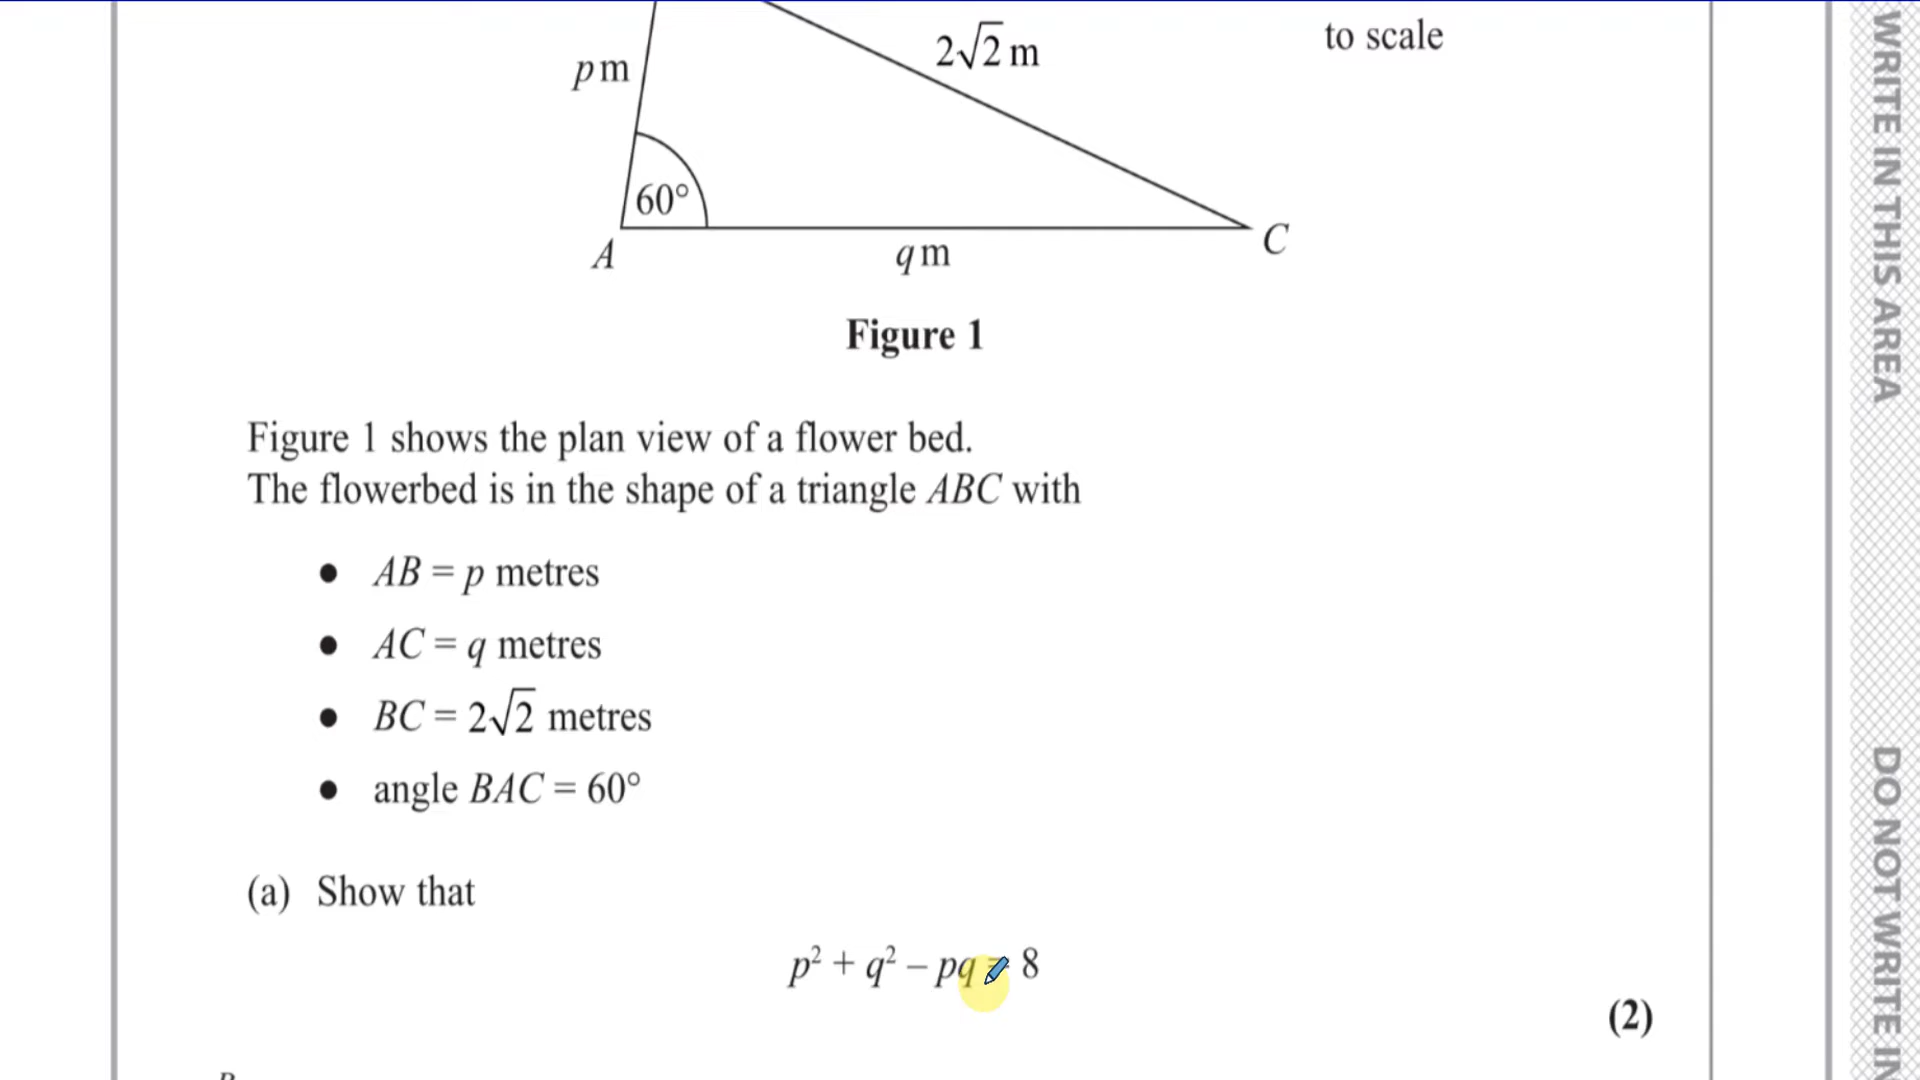 to scale
2√2 m
p m
60°
A
C
q m
Figure 1
Figure 1 shows the plan view of a flower bed.
The flowerbed is in the shape of a triangle ABC with
● AB = p metres
● AC = q metres
● BC = 2√2 metres
● angle BAC = 60°
(a) Show that
p² + q² – pq = 8
(2)
WRITE IN THIS AREA
DO NOT WRITE IN